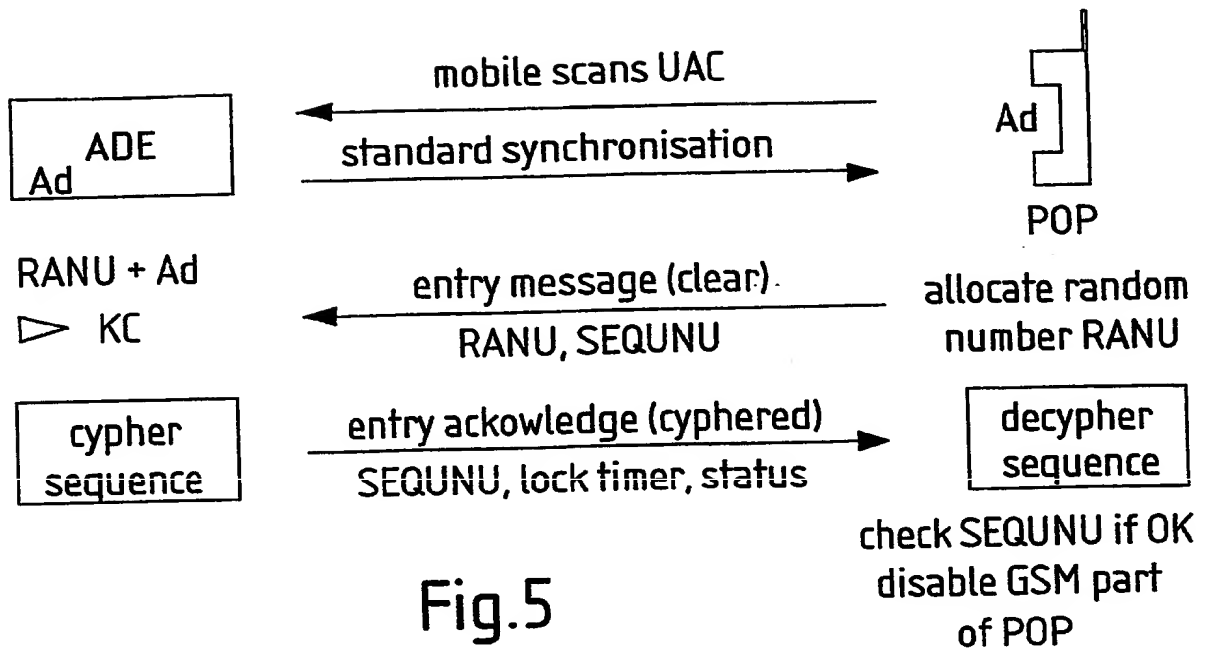 mobile scans UAC
ADE
Ad
standard synchronisation
Ad
POP
RANU + Ad
▷ KC
entry message (clear).
RANU, SEQUNU
allocate random
number RANU
cypher
sequence
entry ackowledge (cyphered)
SEQUNU, lock timer, status
decypher
sequence
check SEQUNU if OK
disable GSM part
of POP
Fig.5